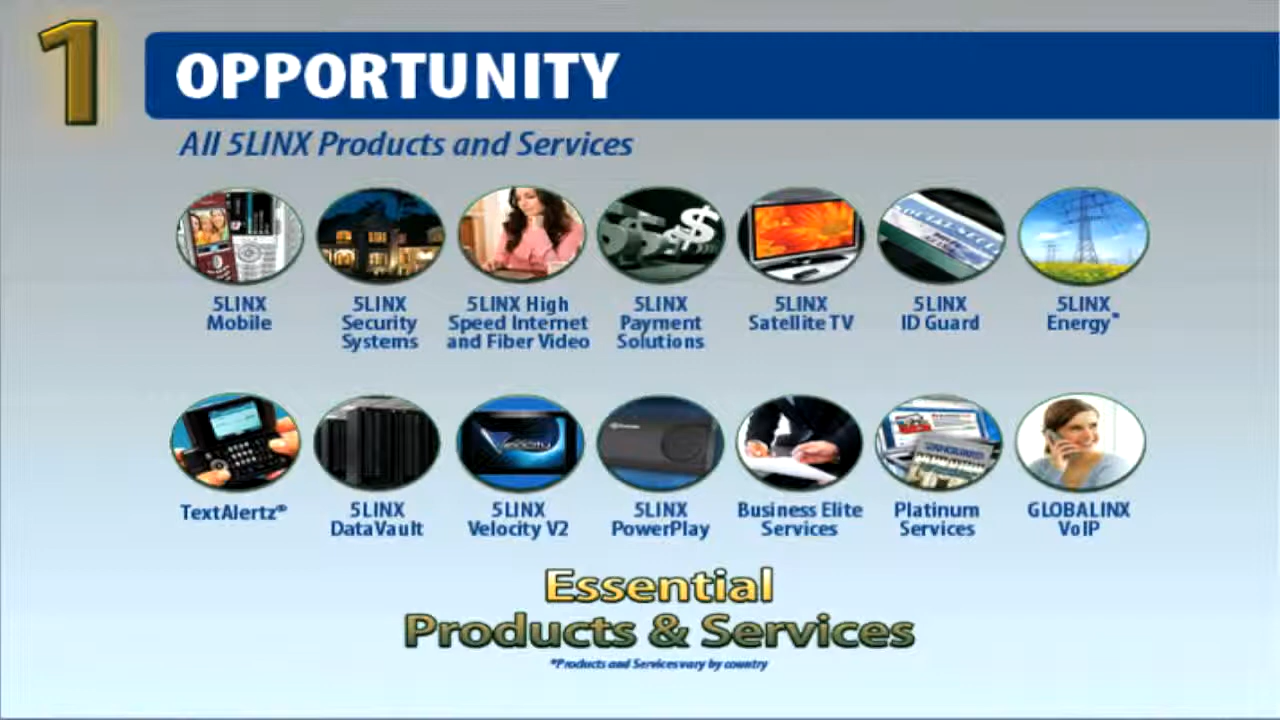 1
OPPORTUNITY
All 5LINX Products and Services
5LINX
Mobile
5LINX
Security
Systems
5LINX High
Speed Internet
and Fiber Video
5LINX
Payment
Solutions
5LINX
Satellite TV
5LINX
ID Guard
5LINX
Energy*
TextAlertz®
5LINX
DataVault
5LINX
Velocity V2
5LINX
PowerPlay
Business Elite
Services
Platinum
Services
GLOBALINX
VoIP
Velocity
Essential
Products & Services
*Products and Services vary by country